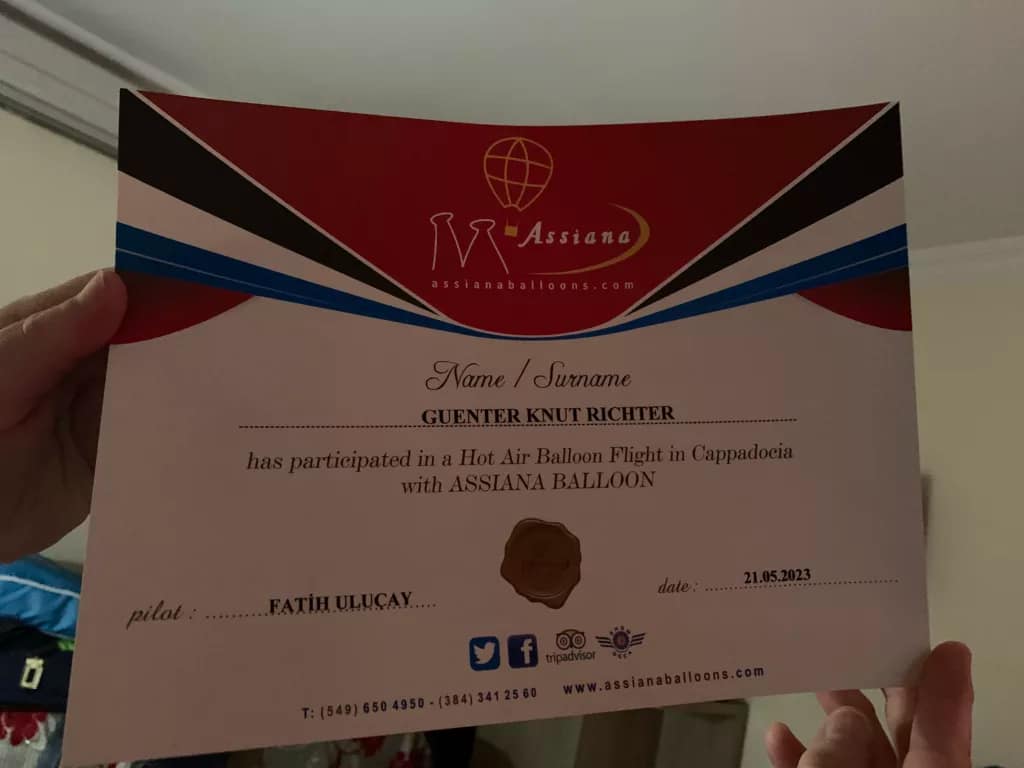 Assiana
assianaballoons.com
Name / Surname
GUENTER KNUT RICHTER
has participated in a Hot Air Balloon Flight in Cappadocia
with ASSIANA BALLOON
pilot : FATİH ULUÇAY
date : 21.05.2023
tripadvisor
T: (549) 650 4950 - (384) 341 25 60 www.assianaballoons.com